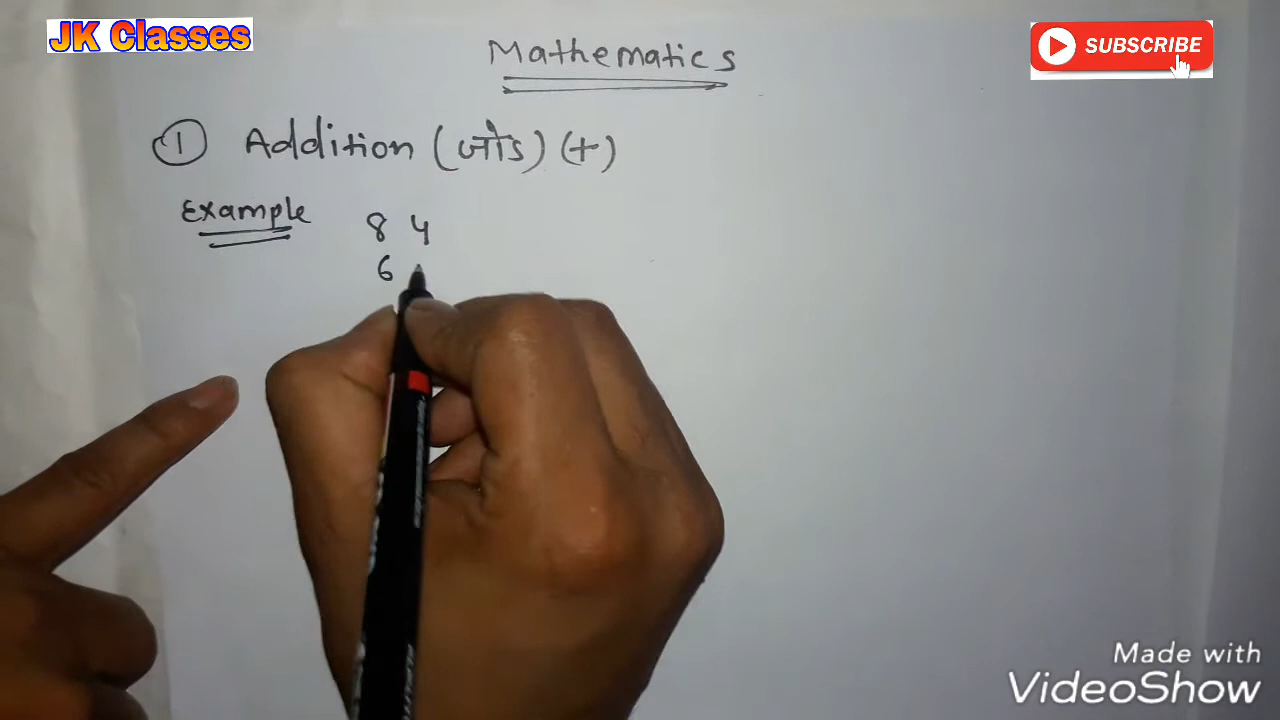 JK Classes
Mathematics
SUBSCRIBE
① Addition (जोड) (+)
Example 8 4
6
Made with
VideoShow